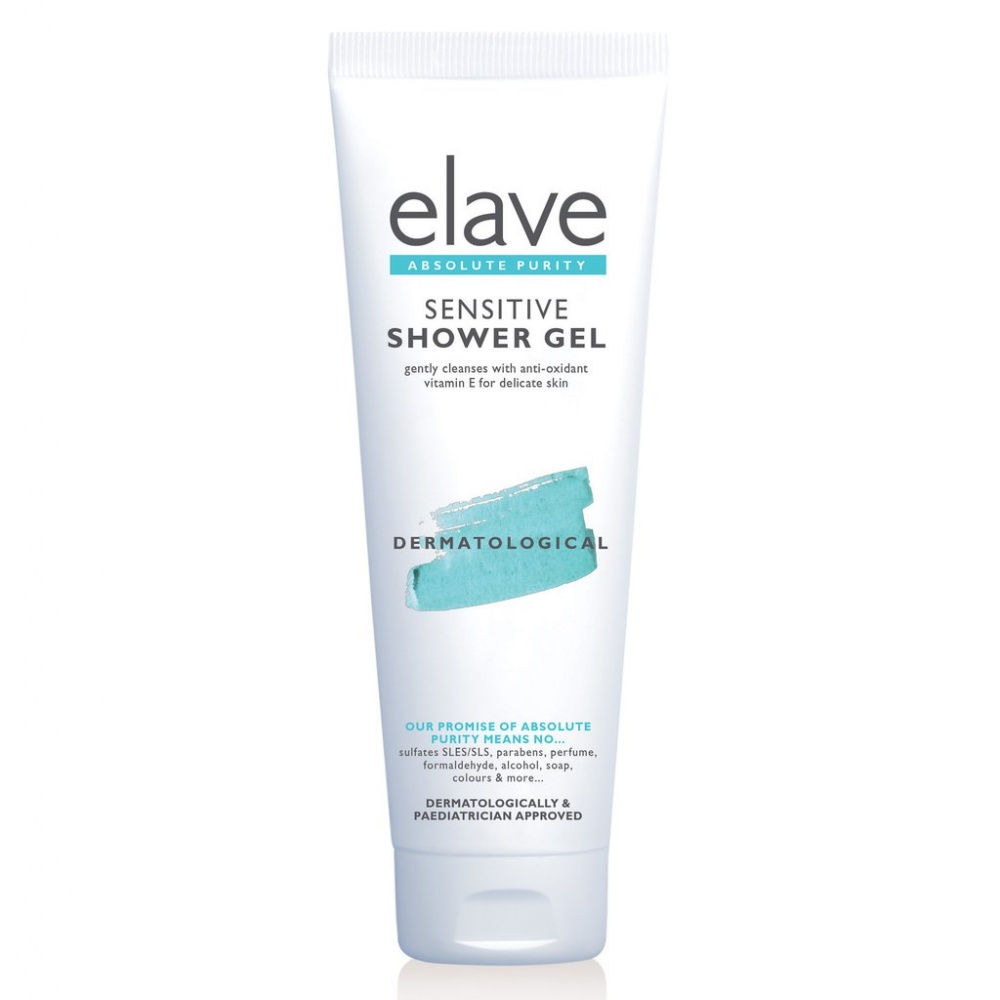 elave
ABSOLUTE PURITY
SENSITIVE
SHOWER GEL
gently cleanses with anti-oxidant
vitamin E for delicate skin
DERMATOLOGICAL
OUR PROMISE OF ABSOLUTE
PURITY MEANS NO...
sulfates SLES/SLS, parabens, perfume,
formaldehyde, alcohol, soap,
colours & more...
DERMATOLOGICALLY &
PAEDIATRICIAN APPROVED